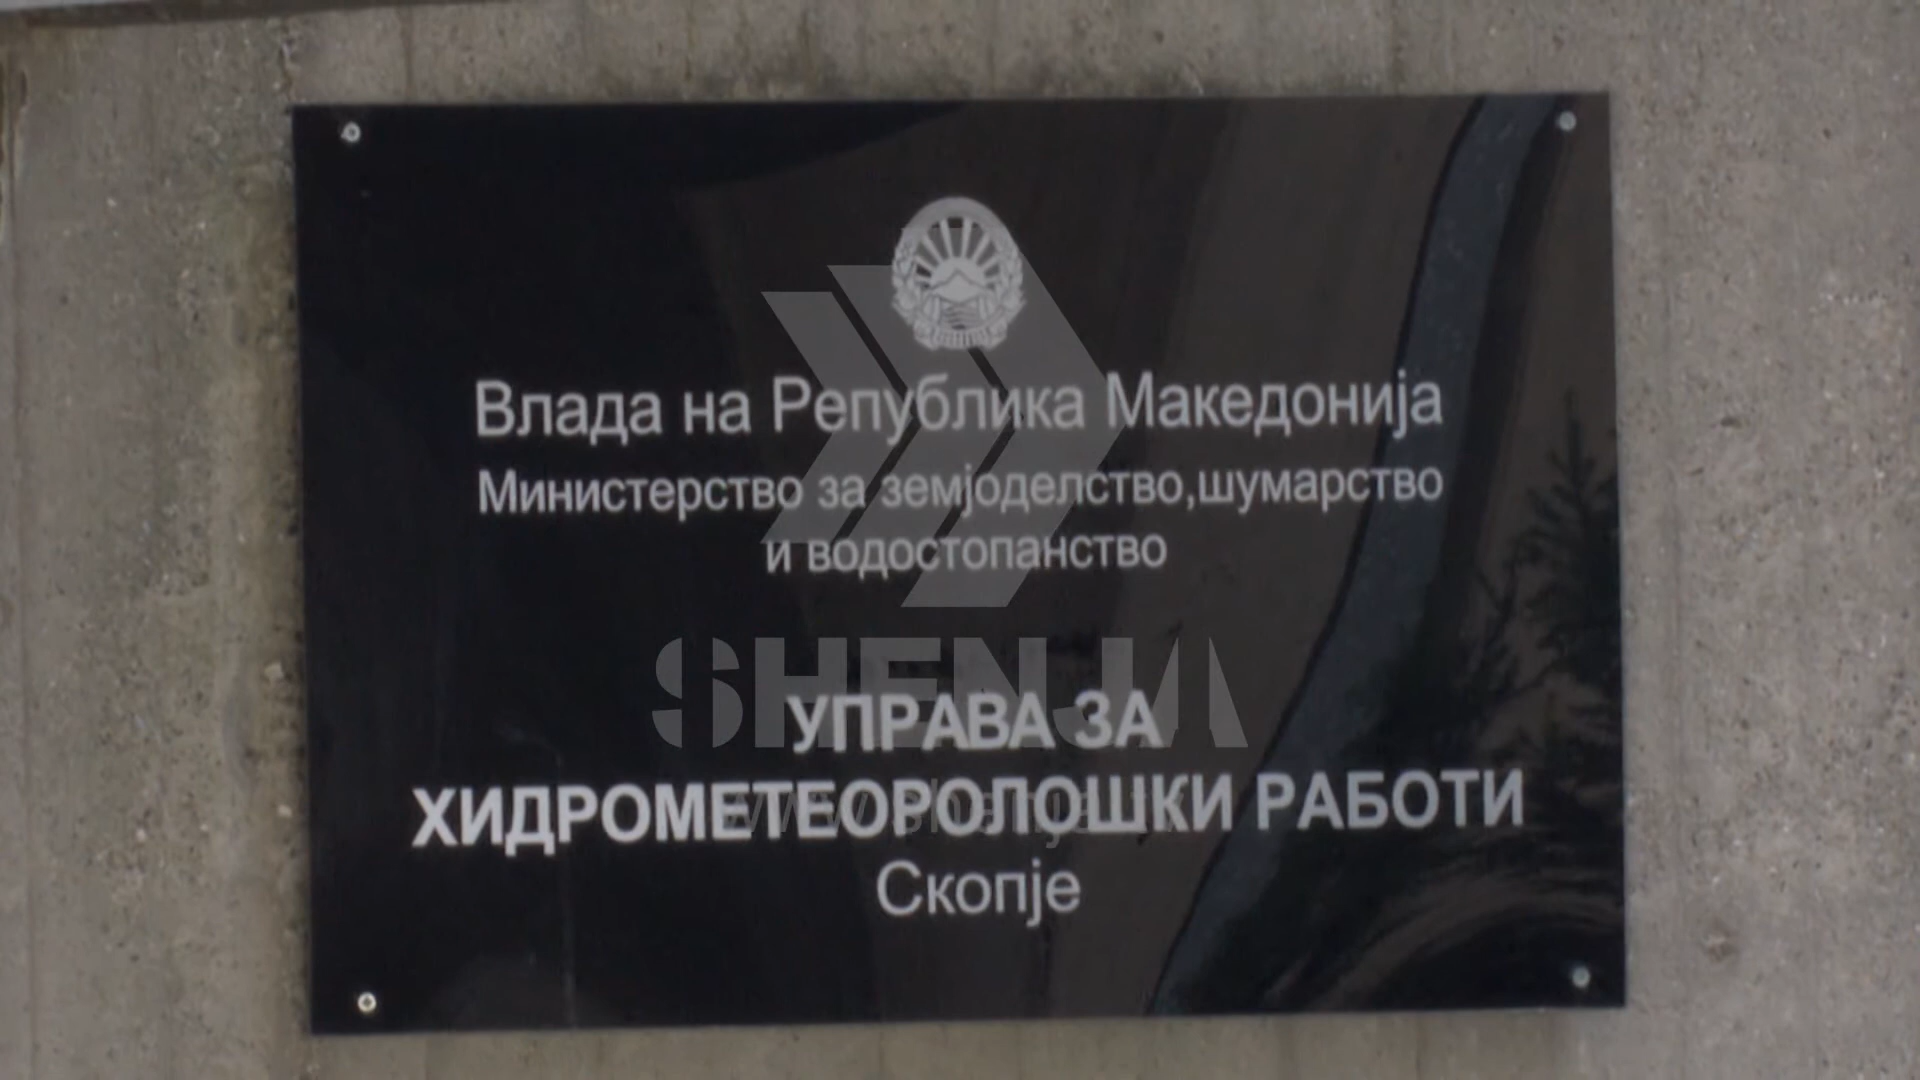 Влада на Република Македонија
Министерство за земјоделство,шумарство
и водостопанство
SHENJA
УПРАВА ЗА
ХИДРОМЕТЕОРОЛОШКИ РАБОТИ
Скопје